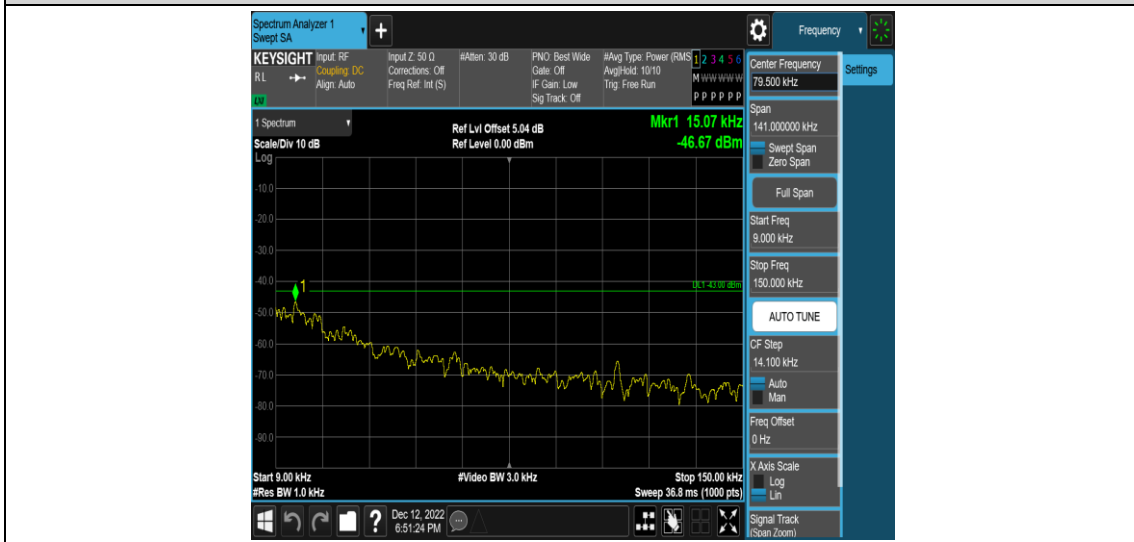 Spectrum Analyzer 1
Swept SA
+
Frequency
KEYSIGHT
RL
LXI
Input: RF
Coupling: DC
Align: Auto
Input Z: 50 Ω
Corrections: Off
Freq Ref: Int (S)
#Atten: 30 dB
PNO: Best Wide
Gate: Off
IF Gain: Low
Sig Track: Off
#Avg Type: Power (RMS
Avg|Hold: 10/10
Trig: Free Run
1 2 3 4 5 6
M W W W W W
P P P P P P
1 Spectrum
Scale/Div 10 dB
Log
Ref Lvl Offset 5.04 dB
Ref Level 0.00 dBm
Mkr1 15.07 kHz
-46.67 dBm
-10.0
-20.0
-30.0
-40.0
-50.0
-60.0
-70.0
-80.0
-90.0
1
DL1 -43.00 dBm
Start 9.00 kHz
#Res BW 1.0 kHz
#Video BW 3.0 kHz
Stop 150.00 kHz
Sweep 36.8 ms (1000 pts)
?
Dec 12, 2022
6:51:24 PM
Center Frequency
79.500 kHz
Settings
Span
141.000000 kHz
Swept Span
Zero Span
Full Span
Start Freq
9.000 kHz
Stop Freq
150.000 kHz
AUTO TUNE
CF Step
14.100 kHz
Auto
Man
Freq Offset
0 Hz
X Axis Scale
Log
Lin
Signal Track
(Span Zoom)